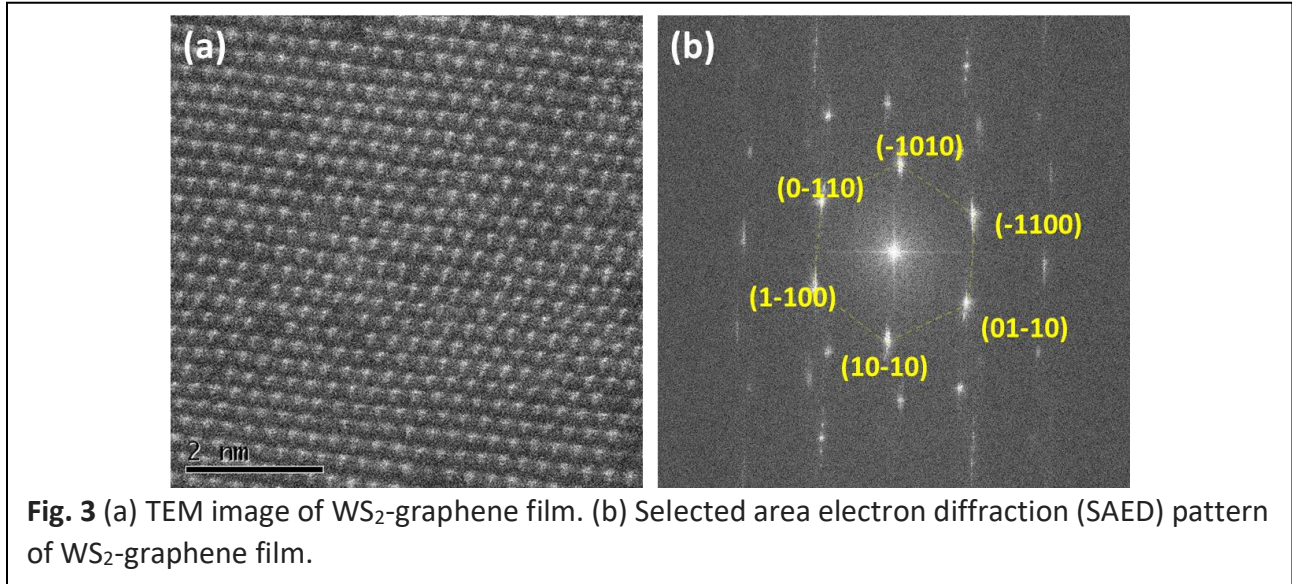 (a)
2 nm
(b)
(-1010)
(0-110)
(-1100)
(1-100)
(01-10)
(10-10)
Fig. 3 (a) TEM image of WS₂-graphene film. (b) Selected area electron diffraction (SAED) pattern
of WS₂-graphene film.